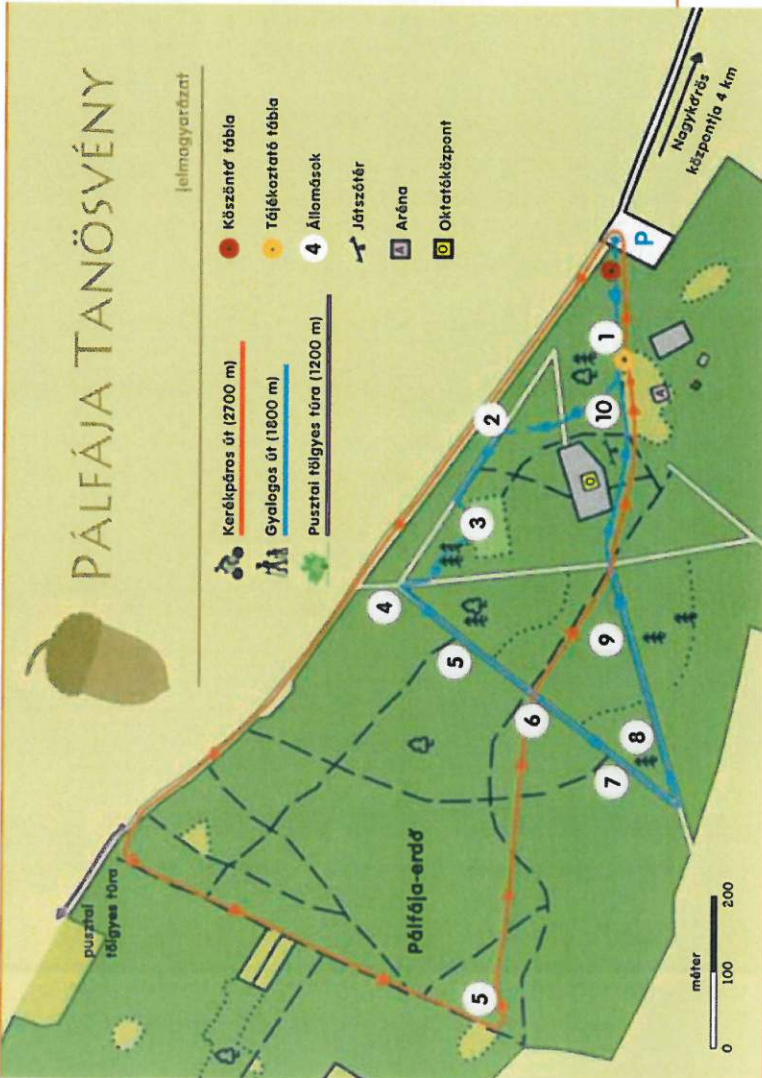 PÁLFÁJA TANÖSVÉNY
jelmagyarázat
Kerékpáros út (2700 m)
Gyalogos út (1800 m)
Pusztai tölgyes túra (1200 m)
Köszöntő tábla
Tájékoztató tábla
4 Állomások
Játszótér
A Aréna
O Oktatóközpont
pusztai
tölgyes túra
Pálfája-erdő
Nagykőrös
központja 4 km
P
1
2
3
4
5
6
7
8
9
10
5
A
O
méter
0 100 200